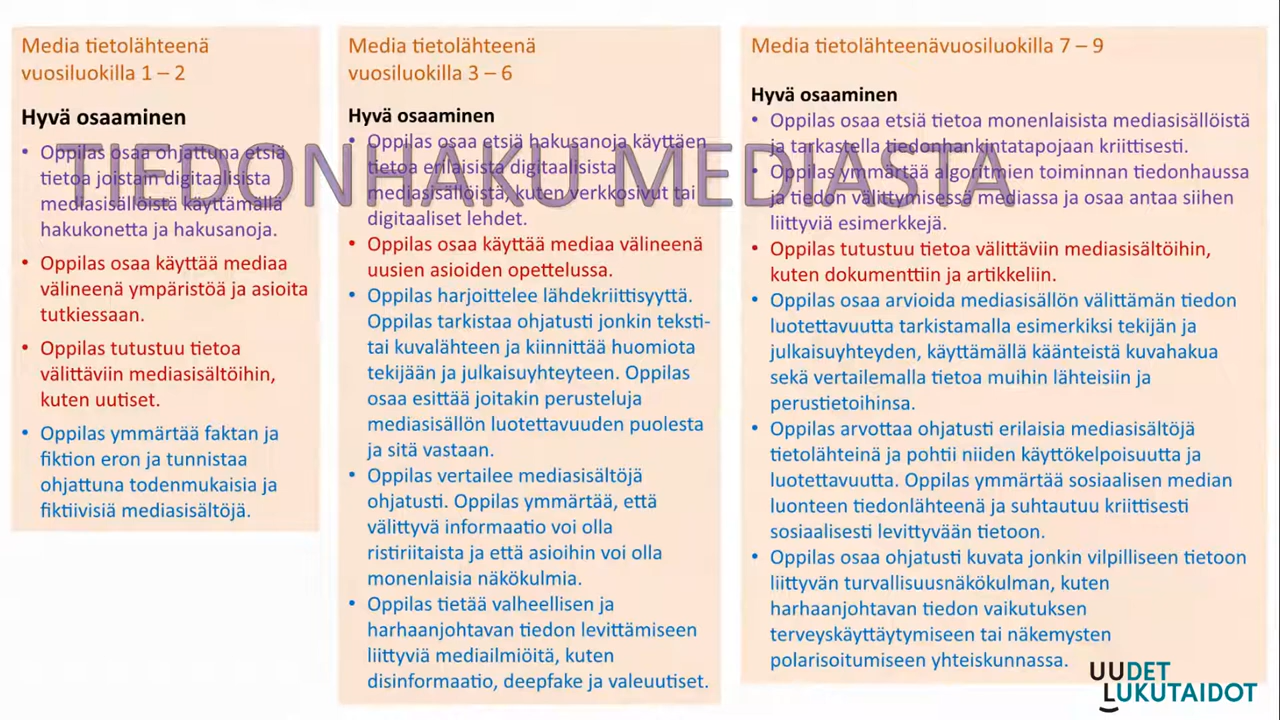 Media tietolähteenä
vuosiluokilla 1 – 2
Hyvä osaaminen
• Oppilas osaa ohjattuna etsiä
tietoa joistain digitaalisista
mediasisällöistä käyttämällä
hakukonetta ja hakusanoja.
• Oppilas osaa käyttää mediaa
välineenä ympäristöä ja asioita
tutkiessaan.
• Oppilas tutustuu tietoa
välittäviin mediasisältöihin,
kuten uutiset.
• Oppilas ymmärtää faktan ja
fiktion eron ja tunnistaa
ohjattuna todenmukaisia ja
fiktiivisiä mediasisältöjä.
Media tietolähteenä
vuosiluokilla 3 – 6
Hyvä osaaminen
• Oppilas osaa etsiä hakusanoja käyttäen
tietoa erilaisista digitaalisista
mediasisällöistä, kuten verkkosivut tai
digitaaliset lehdet.
• Oppilas osaa käyttää mediaa välineenä
uusien asioiden opettelussa.
• Oppilas harjoittelee lähdekriittisyyttä.
Oppilas tarkistaa ohjatusti jonkin teksti-
tai kuvalähteen ja kiinnittää huomiota
tekijään ja julkaisuyhteyteen. Oppilas
osaa esittää joitakin perusteluja
mediasisällön luotettavuuden puolesta
ja sitä vastaan.
• Oppilas vertailee mediasisältöjä
ohjatusti. Oppilas ymmärtää, että
välittyvä informaatio voi olla
ristiriitaista ja että asioihin voi olla
monenlaisia näkökulmia.
• Oppilas tietää valheellisen ja
harhaanjohtavan tiedon levittämiseen
liittyviä mediailmiöitä, kuten
disinformaatio, deepfake ja valeuutiset.
Media tietolähteenävuosiluokilla 7 – 9
Hyvä osaaminen
• Oppilas osaa etsiä tietoa monenlaisista mediasisällöistä
ja tarkastella tiedonhankintatapojaan kriittisesti.
• Oppilas ymmärtää algoritmien toiminnan tiedonhaussa
ja tiedon välittymisessä mediassa ja osaa antaa siihen
liittyviä esimerkkejä.
• Oppilas tutustuu tietoa välittäviin mediasisältöihin,
kuten dokumenttiin ja artikkeliin.
• Oppilas osaa arvioida mediasisällön välittämän tiedon
luotettavuutta tarkistamalla esimerkiksi tekijän ja
julkaisuyhteyden, käyttämällä käänteistä kuvahakua
sekä vertailemalla tietoa muihin lähteisiin ja
perustietoihinsa.
• Oppilas arvottaa ohjatusti erilaisia mediasisältöjä
tietolähteinä ja pohtii niiden käyttökelpoisuutta ja
luotettavuutta. Oppilas ymmärtää sosiaalisen median
luonteen tiedonlähteenä ja suhtautuu kriittisesti
sosiaalisesti levittyvään tietoon.
• Oppilas osaa ohjatusti kuvata jonkin vilpilliseen tietoon
liittyvän turvallisuusnäkökulman, kuten
harhaanjohtavan tiedon vaikutuksen
terveyskäyttäytymiseen tai näkemysten
polarisoitumiseen yhteiskunnassa.
TIEDONHAKU MEDIASTA
UUDET
LUKUTAIDOT